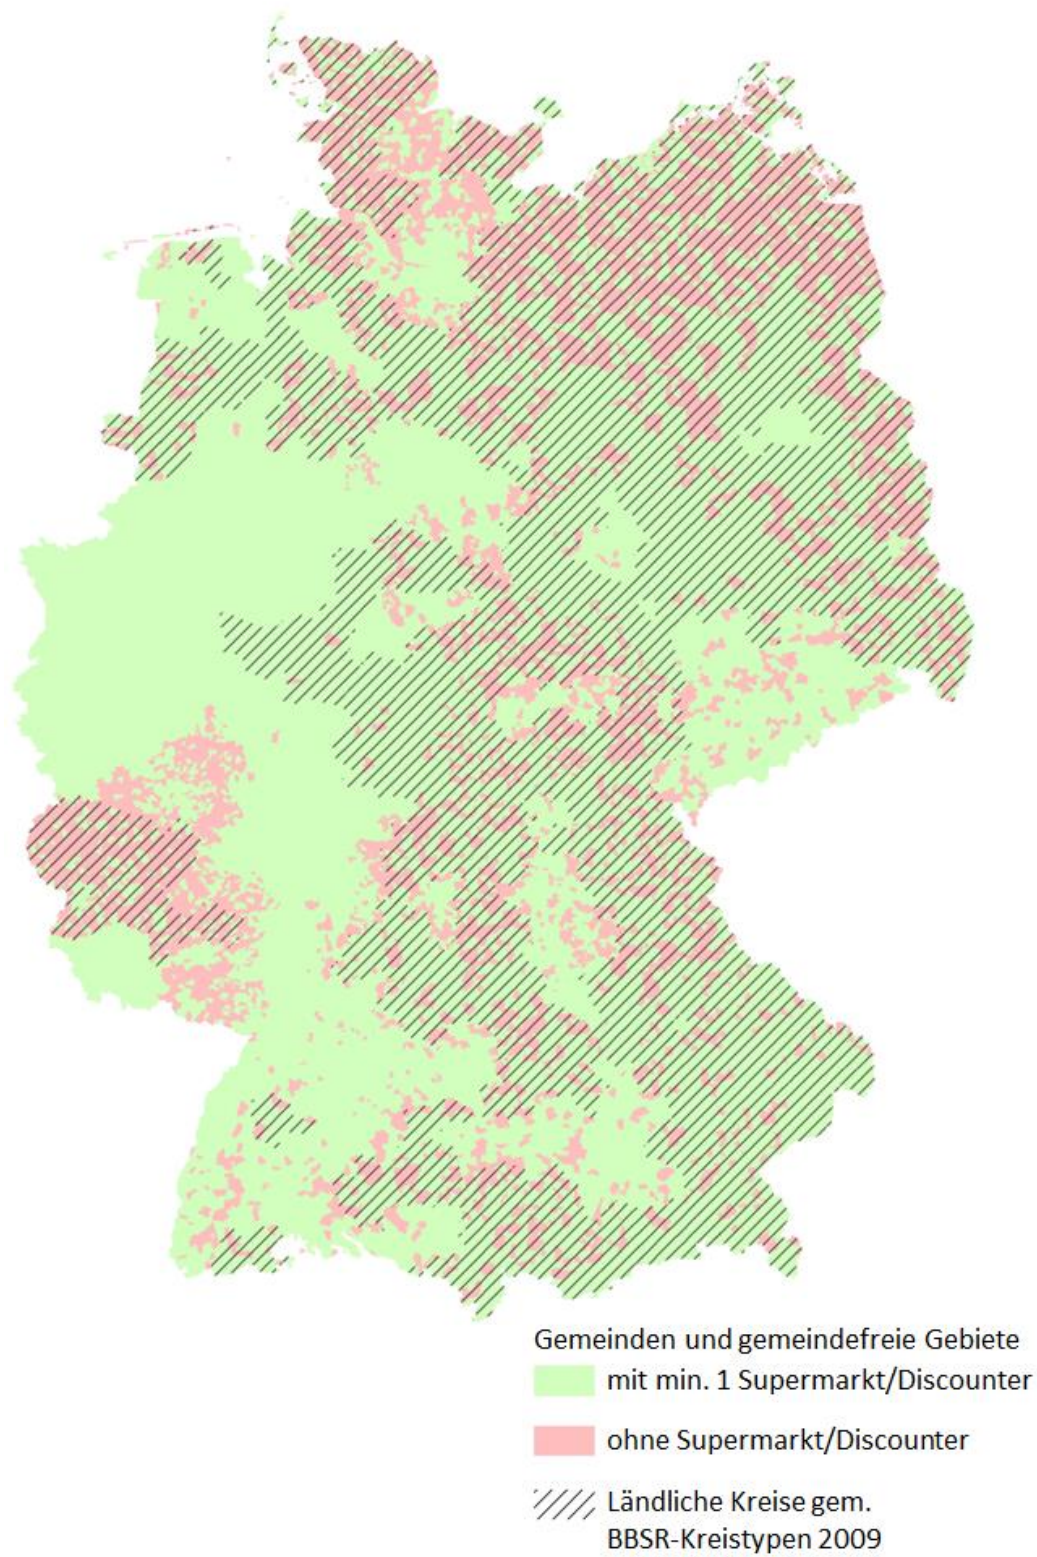 Gemeinden und gemeindefreie Gebiete
mit min. 1 Supermarkt/Discounter
ohne Supermarkt/Discounter
Ländliche Kreise gem.
BBSR-Kreistypen 2009